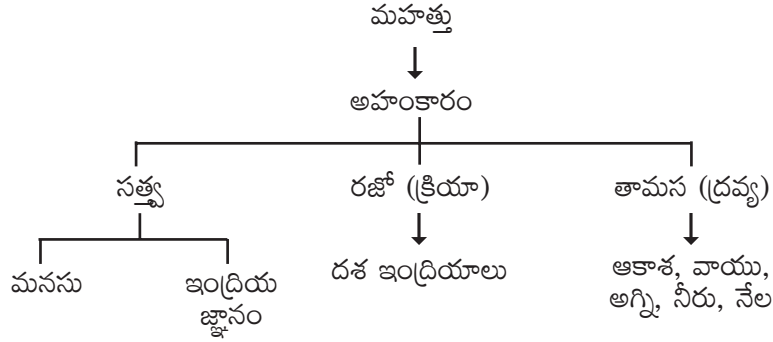 మహత్తు
అహంకారం
సత్త్వ
రజో (క్రియా)
తామస (ద్రవ్య)
మనసు
ఇంద్రియ
జ్ఞానం
దశ ఇంద్రియాలు
ఆకాశ, వాయు,
అగ్ని, నీరు, నేల